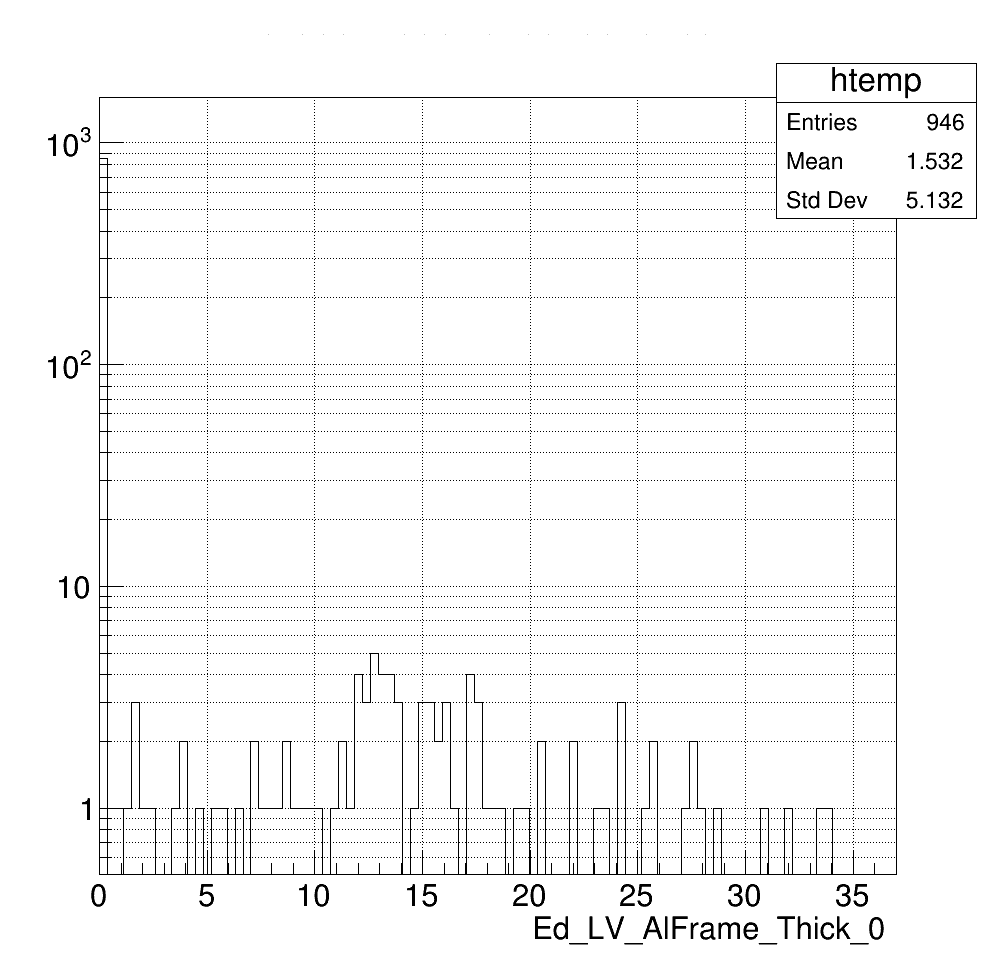 htemp
Entries 946
Mean 1.532
Std Dev 5.132
10³
10²
10
1
0 5 10 15 20 25 30 35
Ed_LV_AlFrame_Thick_0